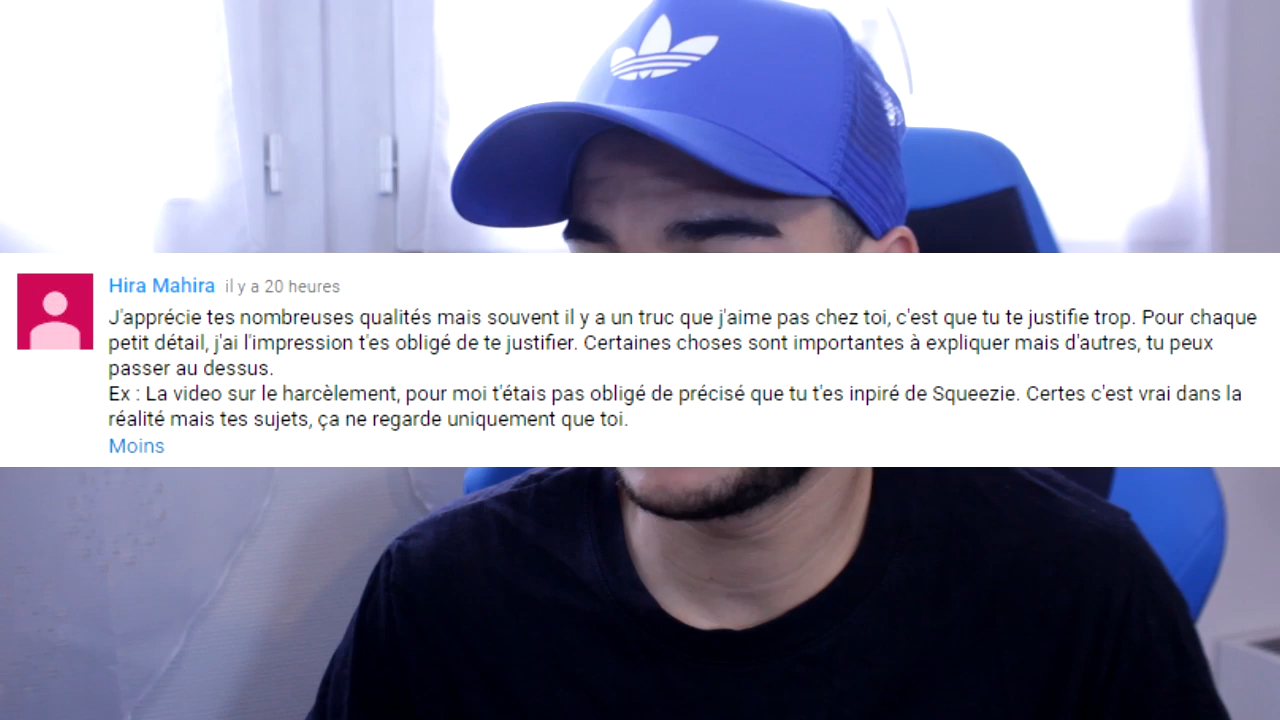 Hira Mahira il y a 20 heures
J'apprécie tes nombreuses qualités mais souvent il y a un truc que j'aime pas chez toi, c'est que tu te justifie trop. Pour chaque
petit détail, j'ai l'impression t'es obligé de te justifier. Certaines choses sont importantes à expliquer mais d'autres, tu peux
passer au dessus.
Ex : La video sur le harcèlement, pour moi t'étais pas obligé de précisé que tu t'es inpiré de Squeezie. Certes c'est vrai dans la
réalité mais tes sujets, ça ne regarde uniquement que toi.
Moins